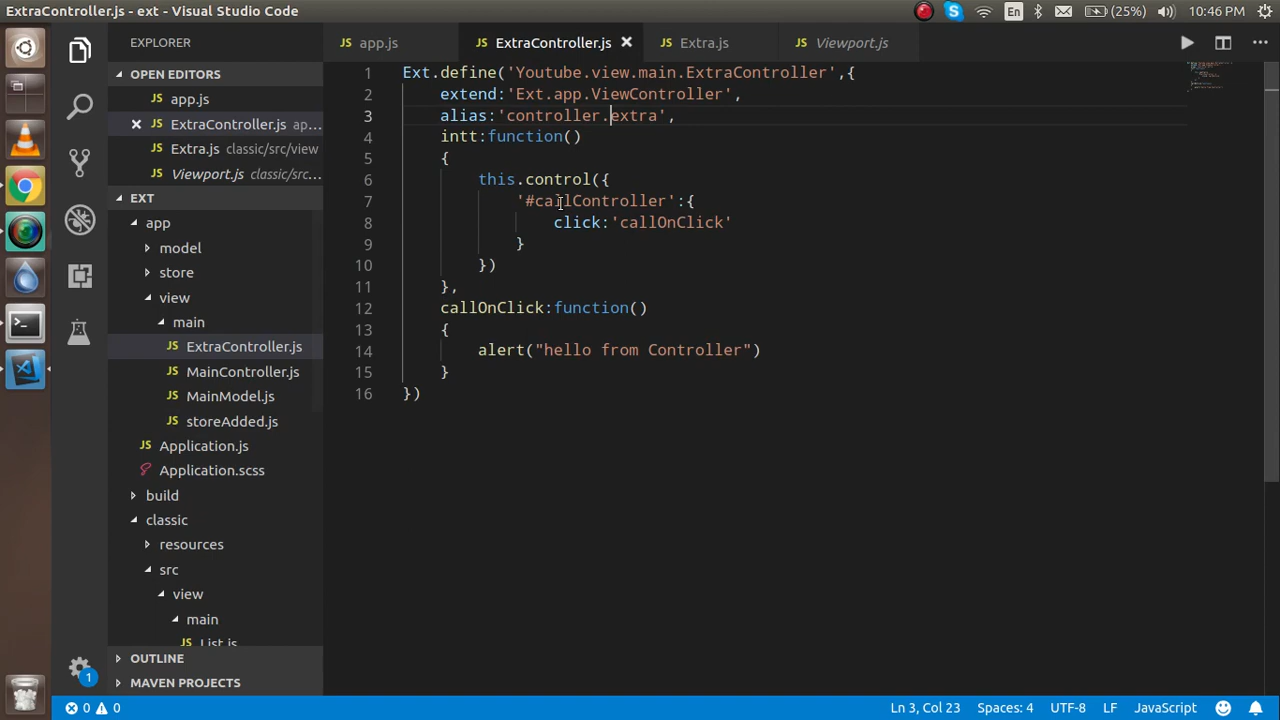 ExtraController.js - ext - Visual Studio Code
En
(25%)
10:46 PM
EXPLORER
OPEN EDITORS
app.js
ExtraController.js ap...
Extra.js classic/src/view
Viewport.js classic/src...
EXT
app
model
store
view
main
ExtraController.js
MainController.js
MainModel.js
storeAdded.js
Application.js
Application.scss
build
classic
resources
src
view
main
List.js
OUTLINE
MAVEN PROJECTS
app.js
ExtraController.js
Extra.js
Viewport.js
1 Ext.define('Youtube.view.main.ExtraController',{
2 extend:'Ext.app.ViewController',
3 alias:'controller.extra',
4 intt:function()
5 {
6 this.control({
7 '#callController':{
8 click:'callOnClick'
9 }
10 })
11 },
12 callOnClick:function()
13 {
14 alert("hello from Controller")
15 }
16 })
1
0 0
Ln 3, Col 23
Spaces: 4
UTF-8
LF
JavaScript